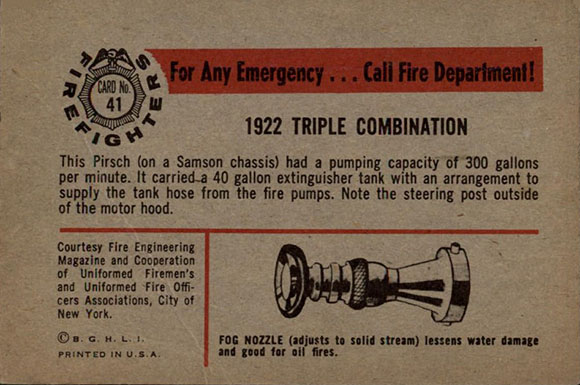 FIREFIGHTERS
CARD No.
41
For Any Emergency . . . Call Fire Department!
1922 TRIPLE COMBINATION
This Pirsch (on a Samson chassis) had a pumping capacity of 300 gallons
per minute. It carried a 40 gallon extinguisher tank with an arrangement to
supply the tank hose from the fire pumps. Note the steering post outside
of the motor hood.
Courtesy Fire Engineering
Magazine and Cooperation
of Uniformed Firemen's
and Uniformed Fire Offi-
cers Associations, City of
New York.
© B. G. H. L. I.
PRINTED IN U.S.A.
FOG NOZZLE (adjusts to solid stream) lessens water damage
and good for oil fires.